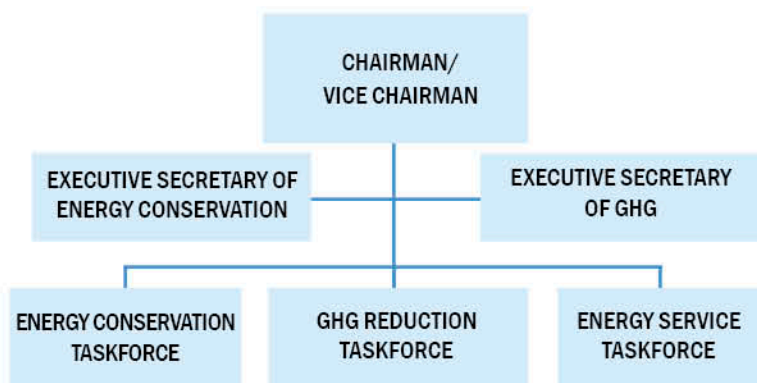 CHAIRMAN/
VICE CHAIRMAN
EXECUTIVE SECRETARY OF
ENERGY CONSERVATION
EXECUTIVE SECRETARY
OF GHG
ENERGY CONSERVATION
TASKFORCE
GHG REDUCTION
TASKFORCE
ENERGY SERVICE
TASKFORCE